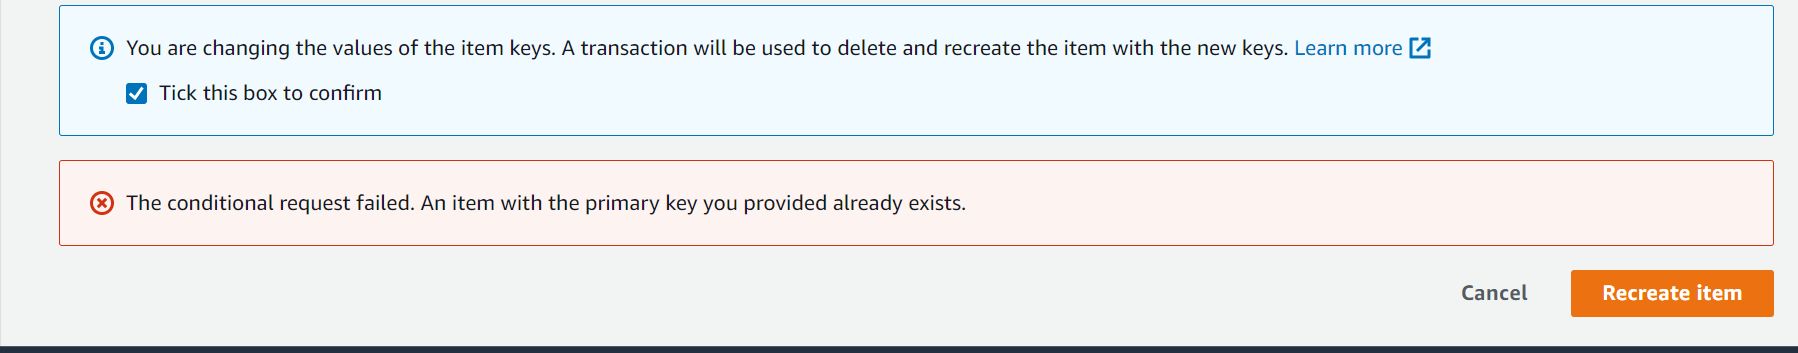 You are changing the values of the item keys. A transaction will be used to delete and recreate the item with the new keys. Learn more
Tick this box to confirm
The conditional request failed. An item with the primary key you provided already exists.
Cancel
Recreate item